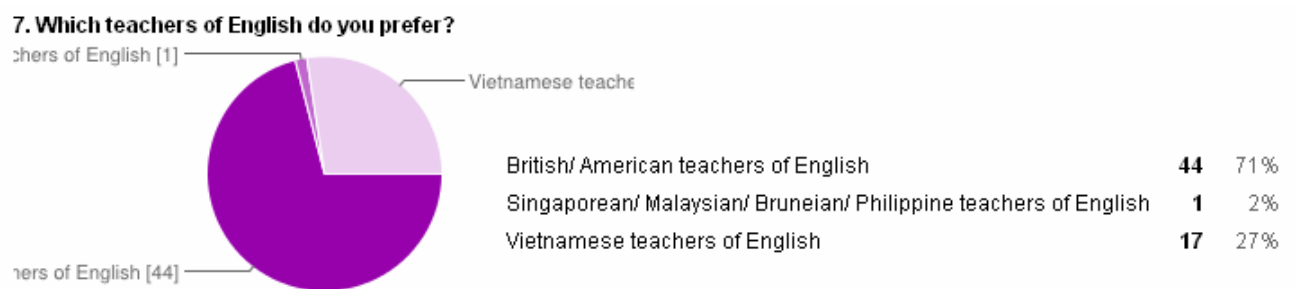 7. Which teachers of English do you prefer?
chers of English [1]
Vietnamese teache
British/ American teachers of English 44 71%
Singaporean/ Malaysian/ Bruneian/ Philippine teachers of English 1 2%
Vietnamese teachers of English 17 27%
hers of English [44]